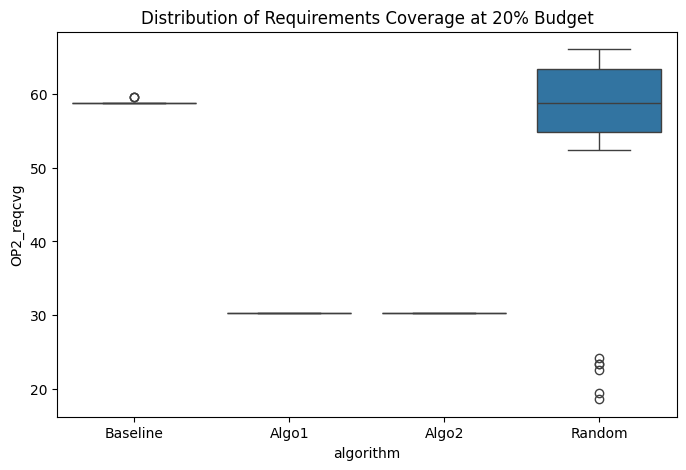 Distribution of Requirements Coverage at 20% Budget
OP2_reqcvg
60
50
40
30
20
Baseline
Algo1
Algo2
Random
algorithm